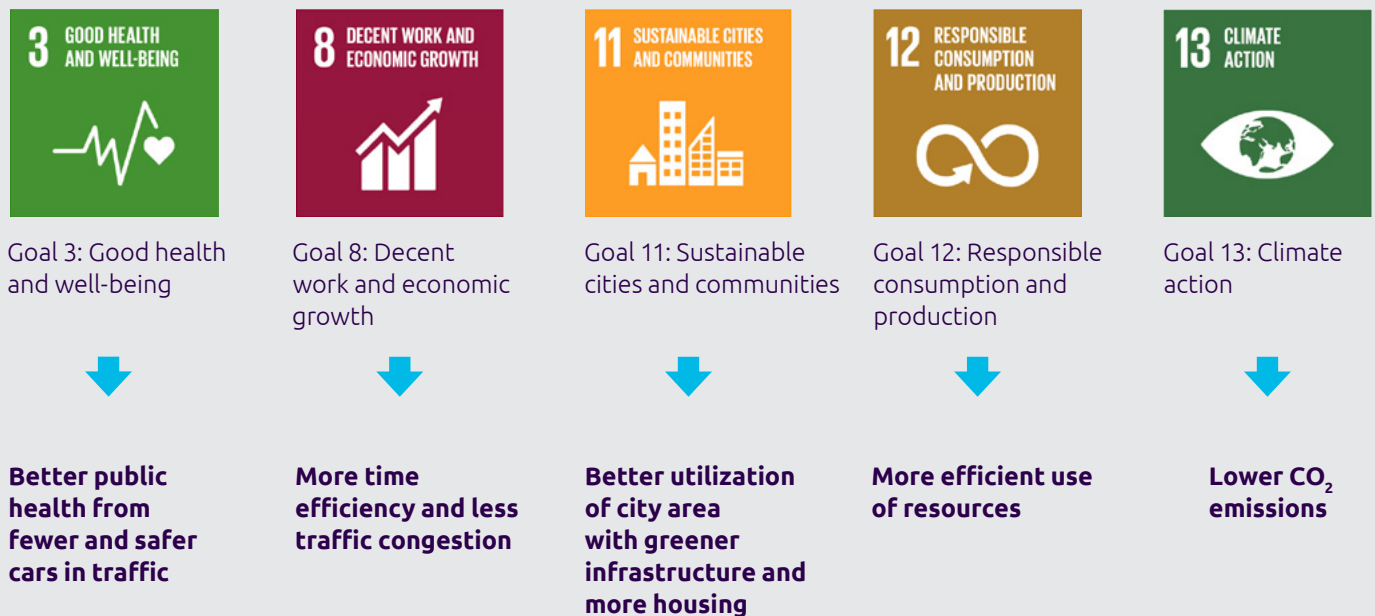 3 GOOD HEALTH
AND WELL-BEING
Goal 3: Good health
and well-being
Better public
health from
fewer and safer
cars in traffic
8 DECENT WORK AND
ECONOMIC GROWTH
Goal 8: Decent
work and economic
growth
More time
efficiency and less
traffic congestion
11 SUSTAINABLE CITIES
AND COMMUNITIES
Goal 11: Sustainable
cities and communities
Better utilization
of city area
with greener
infrastructure and
more housing
12 RESPONSIBLE
CONSUMPTION
AND PRODUCTION
Goal 12: Responsible
consumption and
production
More efficient use
of resources
13 CLIMATE
ACTION
Goal 13: Climate
action
Lower CO₂
emissions